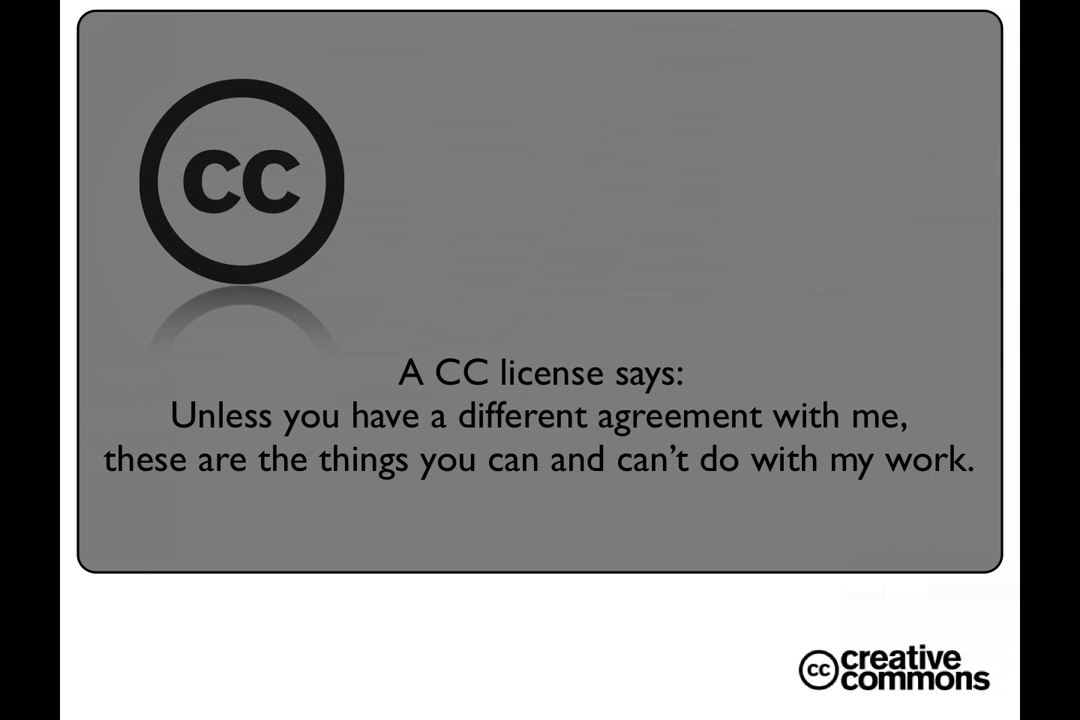 cc
A CC license says:
Unless you have a different agreement with me,
these are the things you can and can’t do with my work.
cc creative
commons